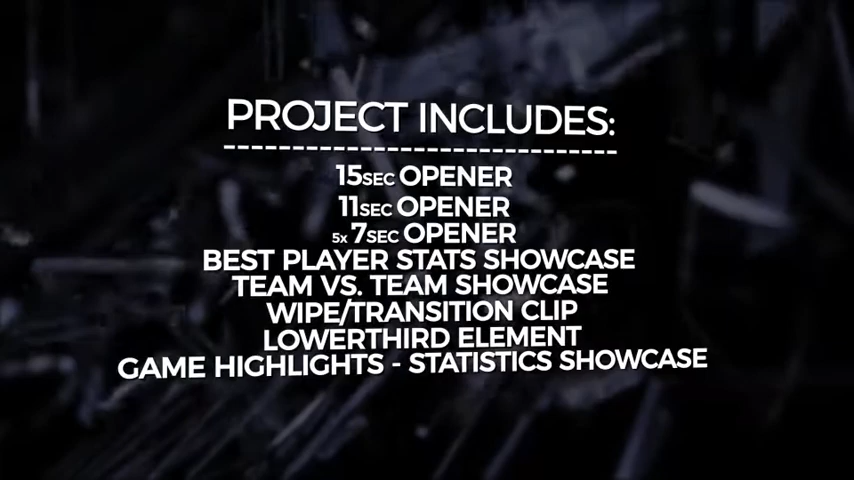 PROJECT INCLUDES:
15SEC OPENER
11SEC OPENER
5x 7SEC OPENER
BEST PLAYER STATS SHOWCASE
TEAM VS. TEAM SHOWCASE
WIPE/TRANSITION CLIP
LOWERTHIRD ELEMENT
GAME HIGHLIGHTS - STATISTICS SHOWCASE